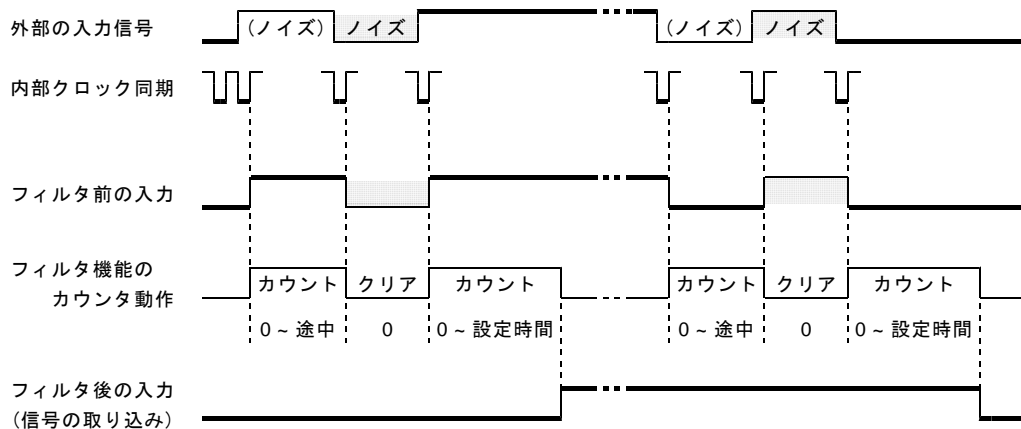 外部の入力信号
(ノイズ) ノイズ (ノイズ) ノイズ
内部クロック同期
フィルタ前の入力
フィルタ機能の
カウンタ動作
カウント クリア カウント カウント クリア カウント
0 ~ 途中 0 0 ~ 設定時間 0 ~ 途中 0 0 ~ 設定時間
フィルタ後の入力
(信号の取り込み)